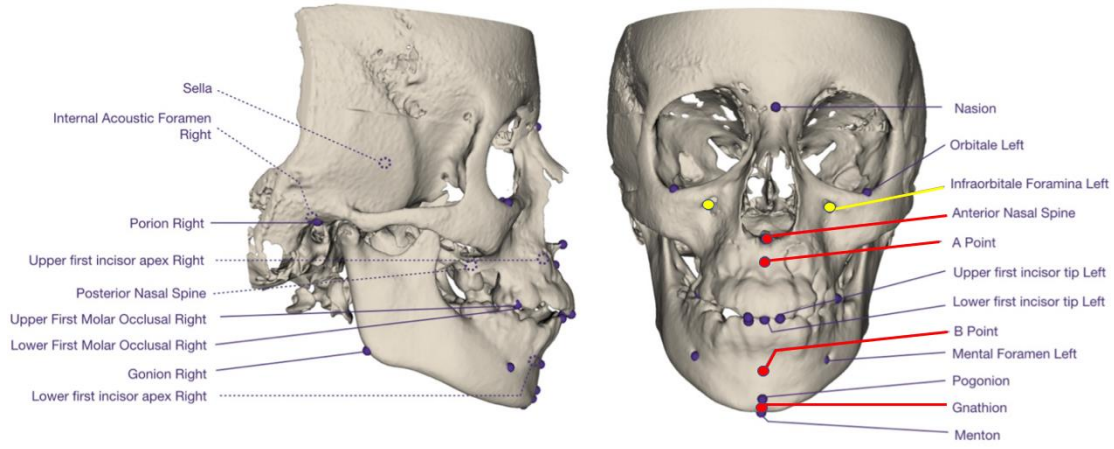 Sella
Internal Acoustic Foramen
Right
Porion Right
Upper first incisor apex Right
Posterior Nasal Spine
Upper First Molar Occlusal Right
Lower First Molar Occlusal Right
Gonion Right
Lower first incisor apex Right
Nasion
Orbitale Left
Infraorbitale Foramina Left
Anterior Nasal Spine
A Point
Upper first incisor tip Left
Lower first incisor tip Left
B Point
Mental Foramen Left
Pogonion
Gnathion
Menton